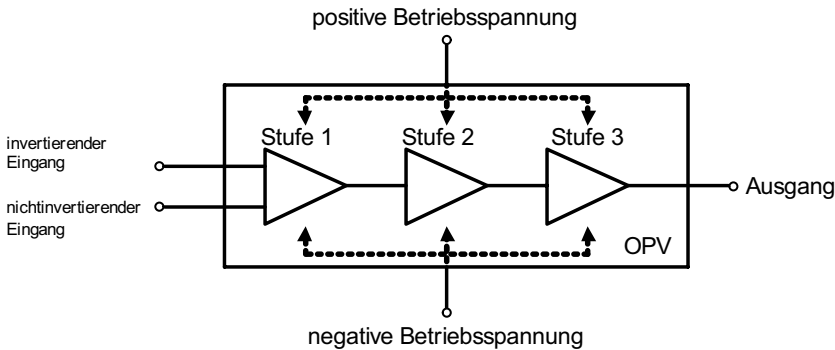 positive Betriebsspannung
Stufe 1
Stufe 2
Stufe 3
invertierender
Eingang
nichtinvertierender
Eingang
Ausgang
OPV
negative Betriebsspannung